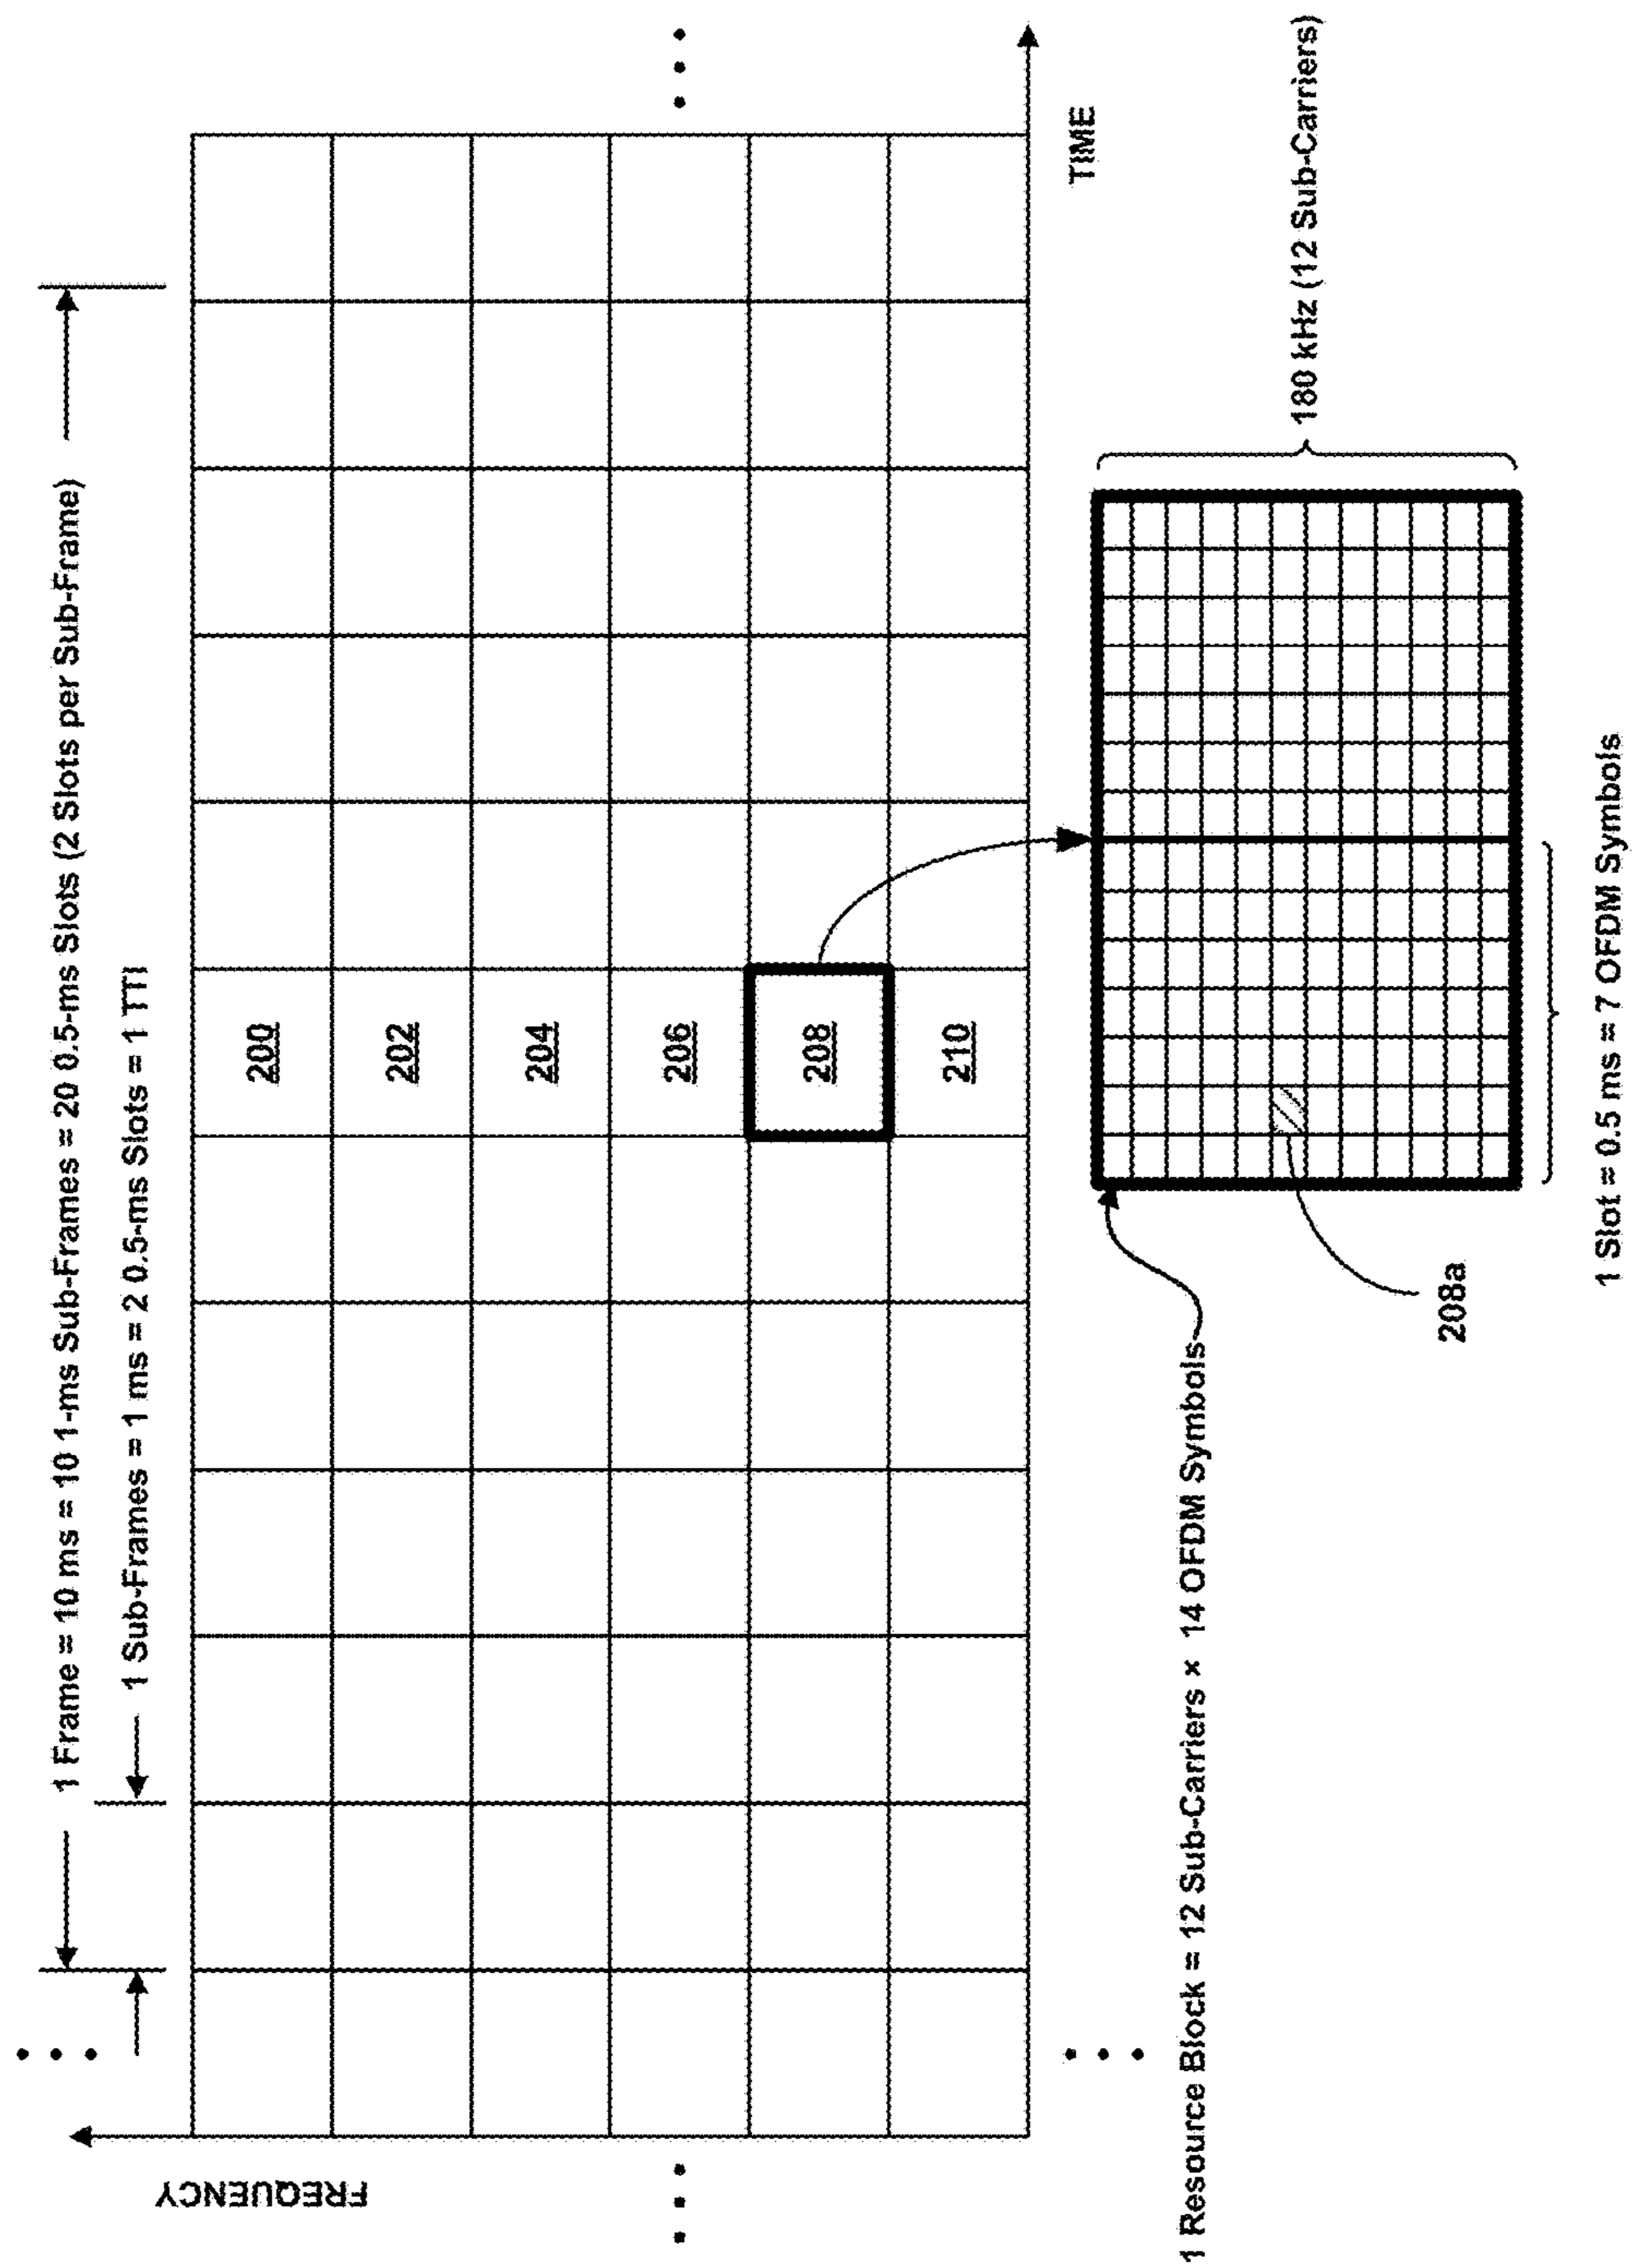 1 Frame = 10 ms = 10 1-ms Sub-Frames = 20 0.5-ms Slots (2 Slots per Sub-Frame)
1 Sub-Frames = 1 ms = 2 0.5-ms Slots = 1 TTI
FREQUENCY
200
202
204
206
208
210
TIME
1 Resource Block = 12 Sub-Carriers × 14 OFDM Symbols
180 kHz (12 Sub-Carriers)
208a
1 Slot = 0.5 ms = 7 OFDM Symbols